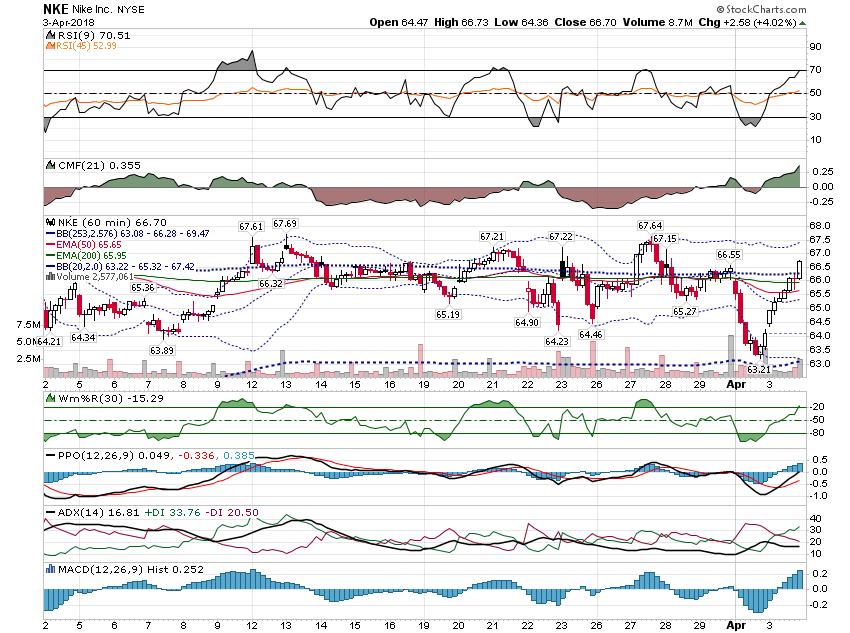 NKE Nike Inc. NYSE © StockCharts.com
3-Apr-2018 Open 64.47 High 66.73 Low 64.36 Close 66.70 Volume 8.7M Chg +2.58 (+4.02%)
RSI(9) 70.51
RSI(45) 52.99
90
70
50
30
10
CMF(21) 0.355
0.25
0.00
-0.25
NKE (60 min) 66.70
BB(253,2.576) 63.08 - 66.28 - 69.47
EMA(50) 65.65
EMA(200) 65.95
BB(20,2.0) 63.22 - 65.32 - 67.42
Volume 2,577,061
67.61
67.69
67.21
67.22
67.64
67.15
66.55
66.32
65.36
65.19
65.27
64.90
64.21
64.34
64.23
64.46
63.89
63.21
68.0
67.5
67.0
66.5
66.0
65.5
65.0
64.5
64.0
63.5
63.0
7.5M
5.0M
2.5M
2 5 6 7 8 9 12 13 14 15 16 19 20 21 22 23 26 27 28 29 Apr 3
Wm%R(30) -15.29
-20
-50
-80
PPO(12,26,9) 0.049, -0.336, 0.385
0.5
0.0
-0.5
-1.0
ADX(14) 16.81 +DI 33.76 -DI 20.50
40
30
20
10
MACD(12,26,9) Hist 0.252
0.2
0.0
-0.2
2 5 6 7 8 9 12 13 14 15 16 19 20 21 22 23 26 27 28 29 Apr 3